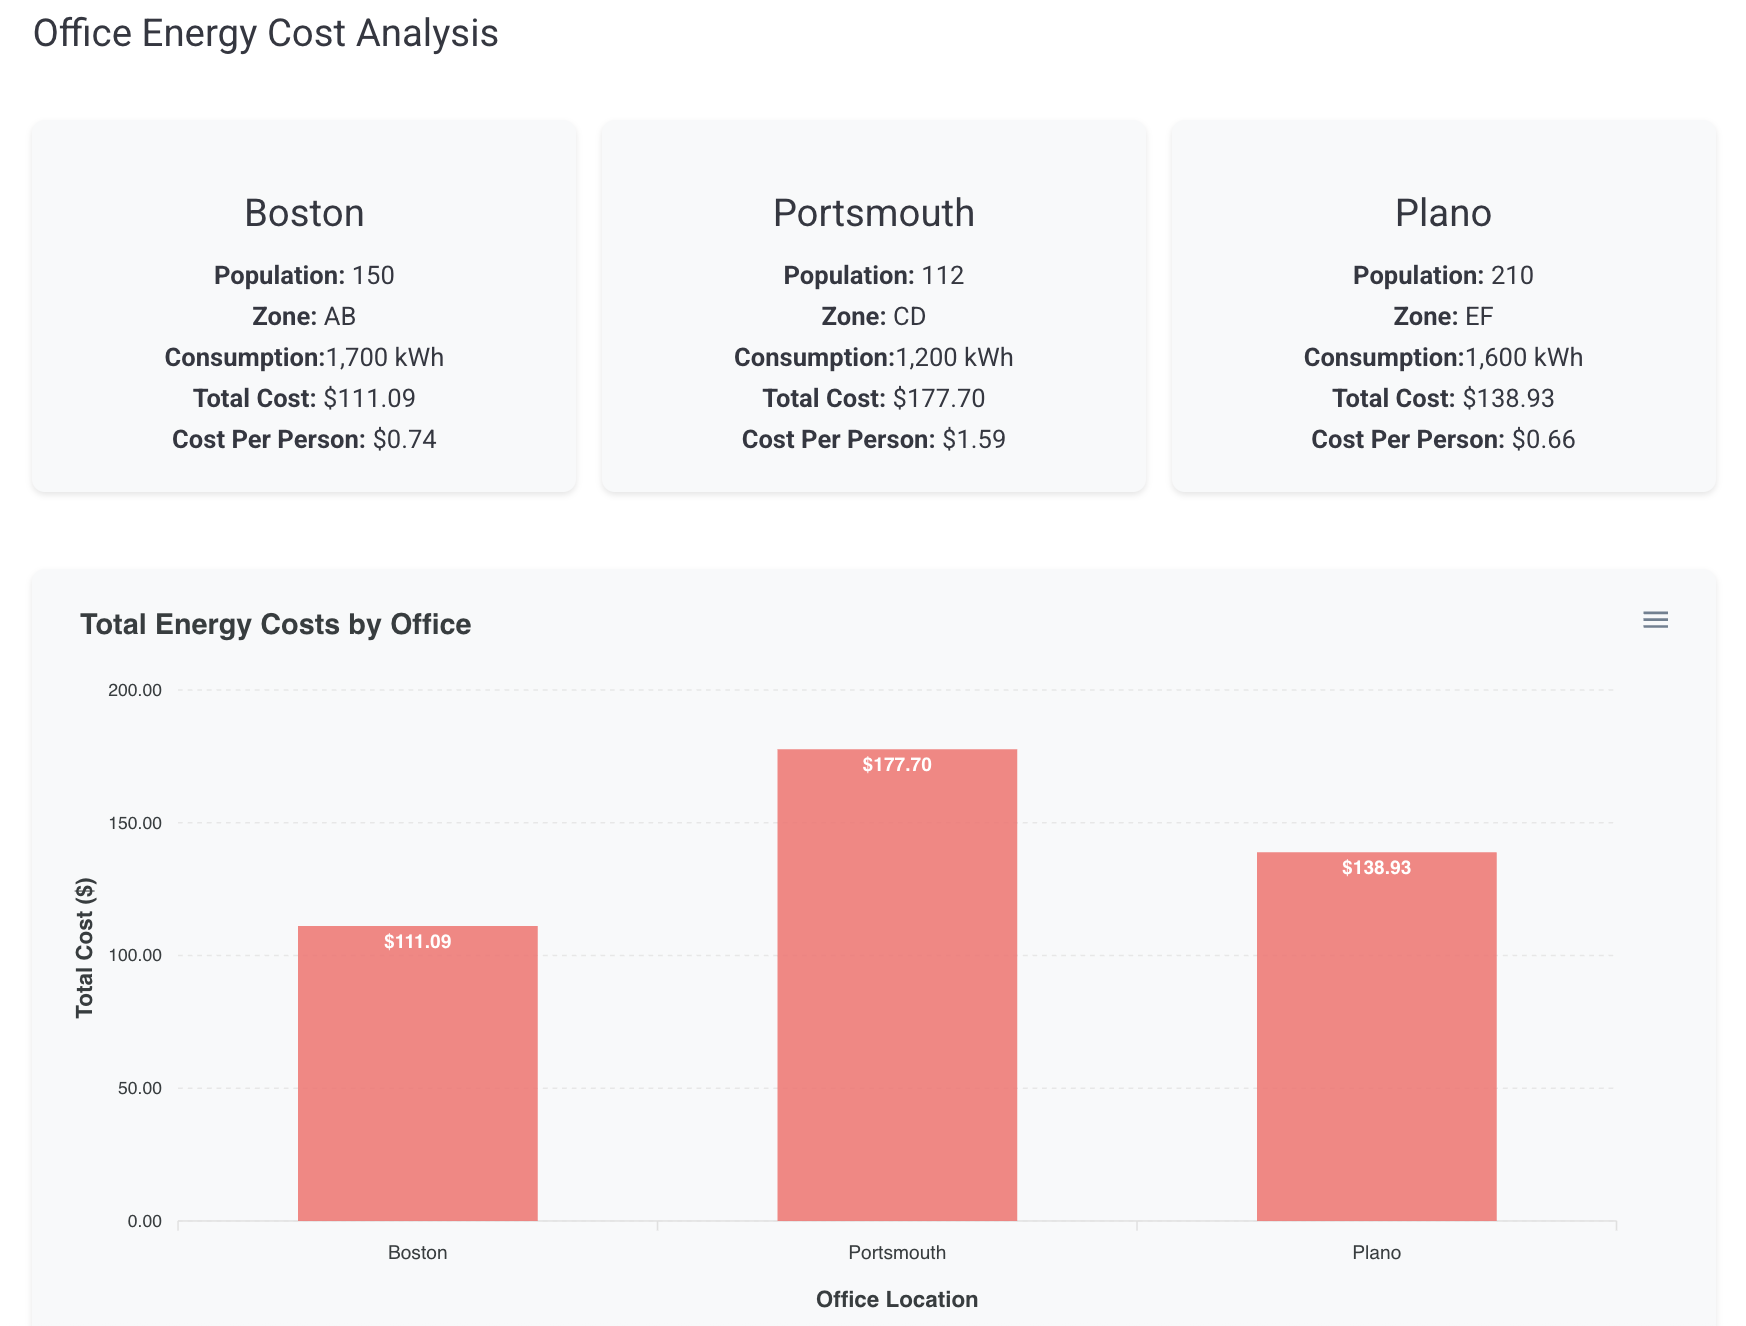 Office Energy Cost Analysis
Boston
Population: 150
Zone: AB
Consumption:1,700 kWh
Total Cost: $111.09
Cost Per Person: $0.74
Portsmouth
Population: 112
Zone: CD
Consumption:1,200 kWh
Total Cost: $177.70
Cost Per Person: $1.59
Plano
Population: 210
Zone: EF
Consumption:1,600 kWh
Total Cost: $138.93
Cost Per Person: $0.66
Total Energy Costs by Office
Total Cost ($)
200.00
150.00
100.00
50.00
0.00
$111.09
$177.70
$138.93
Boston
Portsmouth
Plano
Office Location